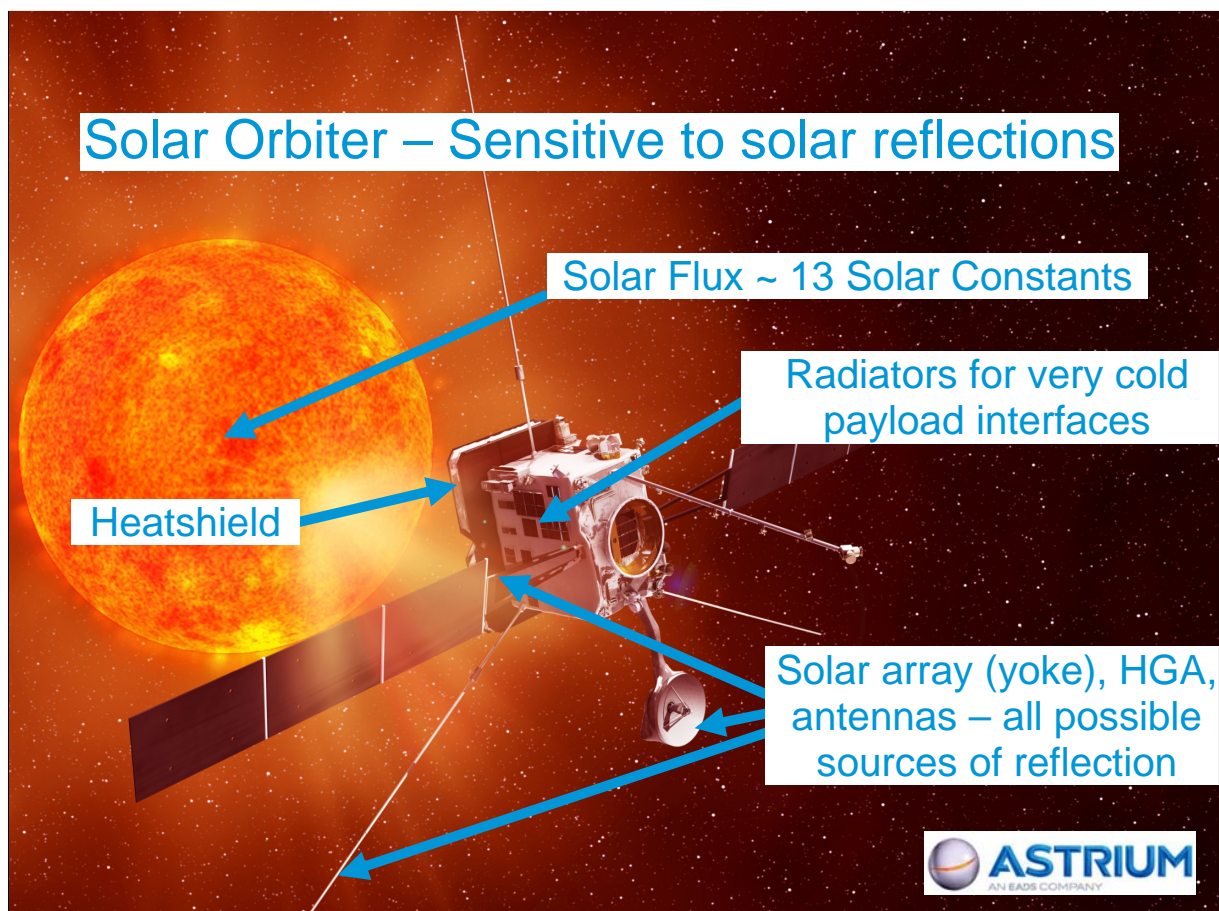 Solar Orbiter – Sensitive to solar reflections
Solar Flux ~ 13 Solar Constants
Radiators for very cold
payload interfaces
Heatshield
Solar array (yoke), HGA,
antennas – all possible
sources of reflection
ASTRIUM
AN EADS COMPANY